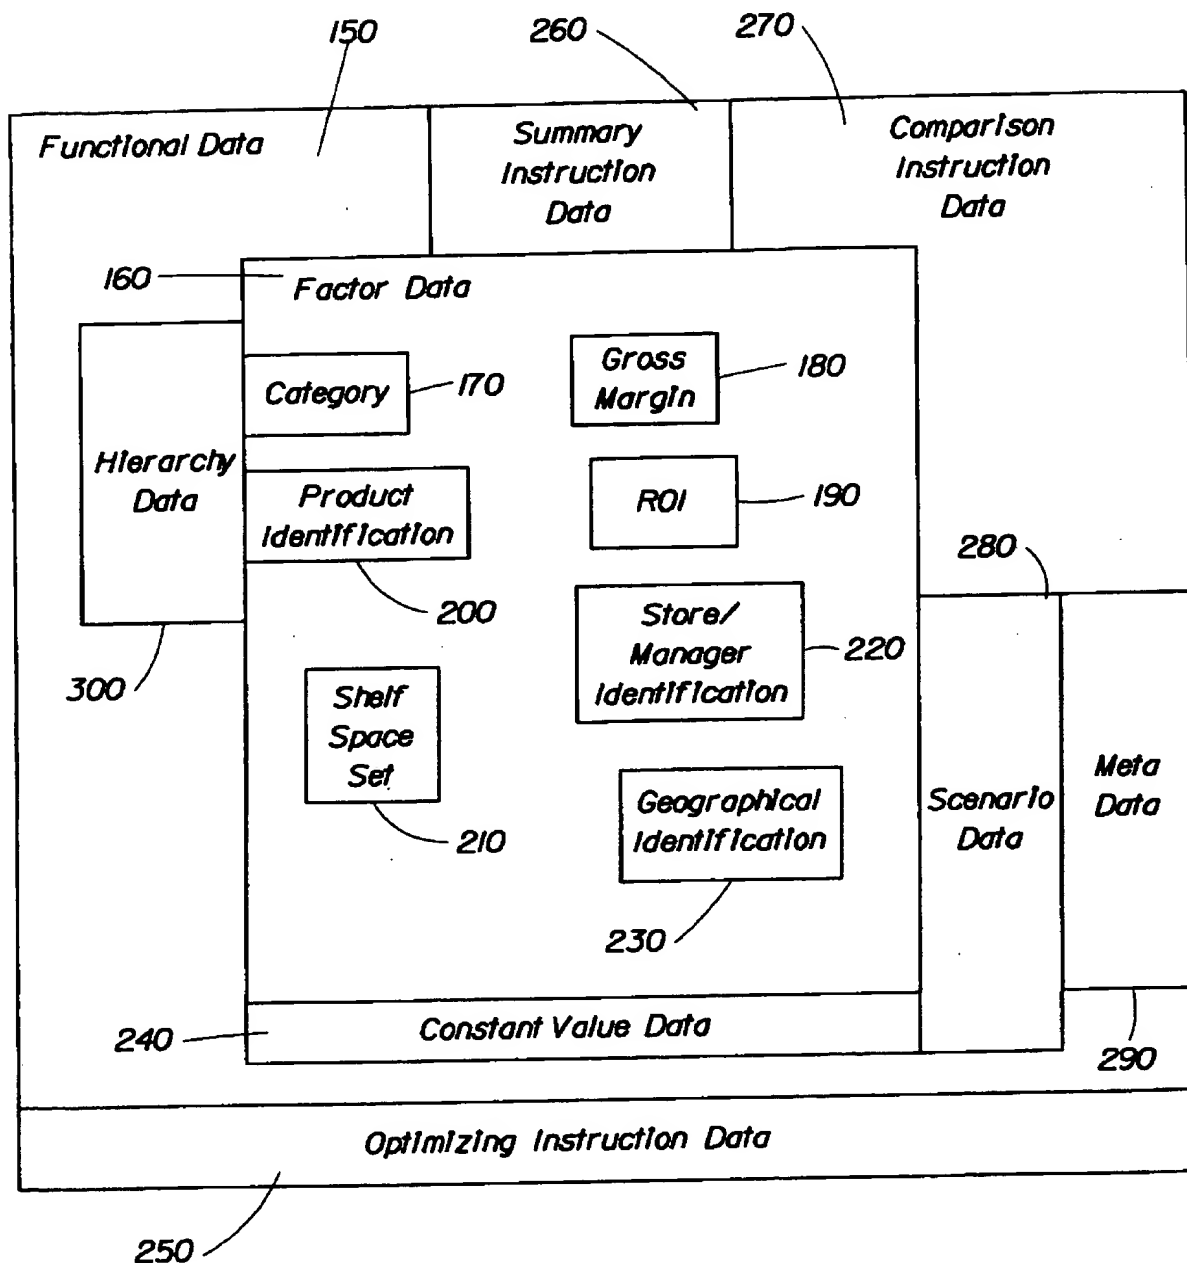 150
260
270
Functional Data
Summary
Instruction
Data
Comparison
Instruction
Data
160
Factor Data
Hierarchy
Data
Category
170
Gross
Margin
180
Product
Identification
200
ROI
190
280
300
Store/
Manager
Identification
220
Shelf
Space
Set
210
Geographical
Identification
230
Scenario
Data
Meta
Data
240
Constant Value Data
290
Optimizing Instruction Data
250